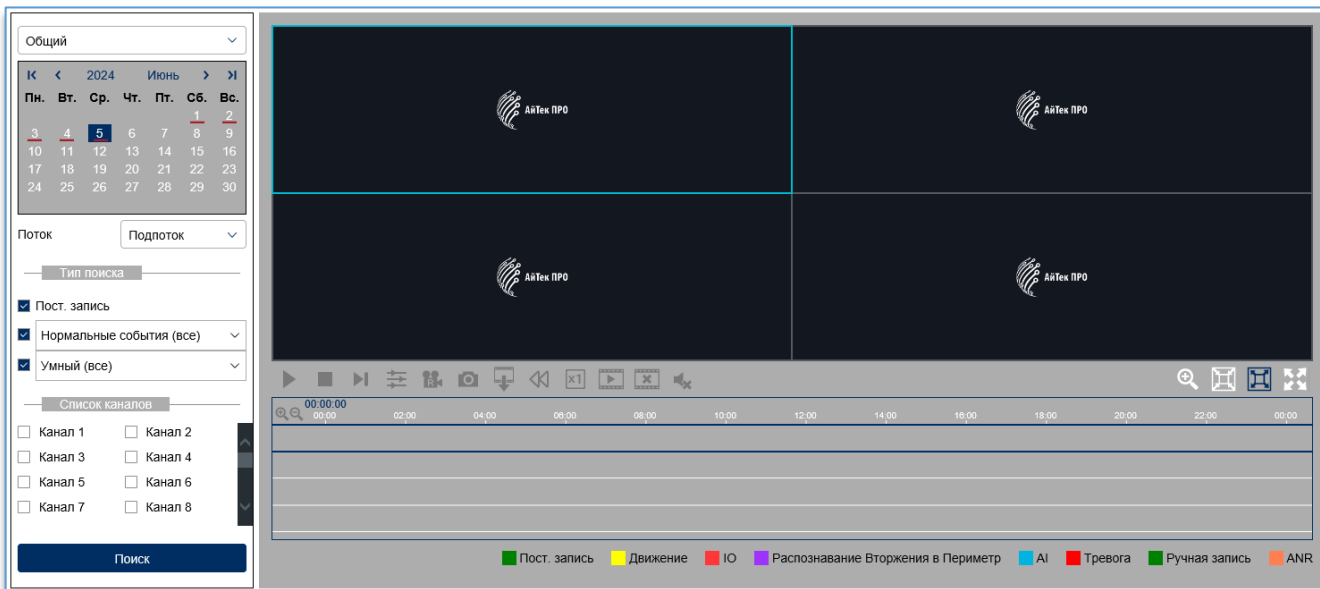 Общий
2024 Июнь
Пн. Вт. Ср. Чт. Пт. Сб. Вс.
1 2
3 4 5 6 7 8 9
10 11 12 13 14 15 16
17 18 19 20 21 22 23
24 25 26 27 28 29 30
Поток Подпоток
Тип поиска
Пост. запись
Нормальные события (все)
Умный (все)
Список каналов
Канал 1 Канал 2
Канал 3 Канал 4
Канал 5 Канал 6
Канал 7 Канал 8
Поиск
АйТек ПРО АйТек ПРО
АйТек ПРО АйТек ПРО
R x1
00:00:00
00:00 02:00 04:00 06:00 08:00 10:00 12:00 14:00 16:00 18:00 20:00 22:00 00:00
Пост. запись Движение IO Распознавание Вторжения в Периметр AI Тревога Ручная запись ANR